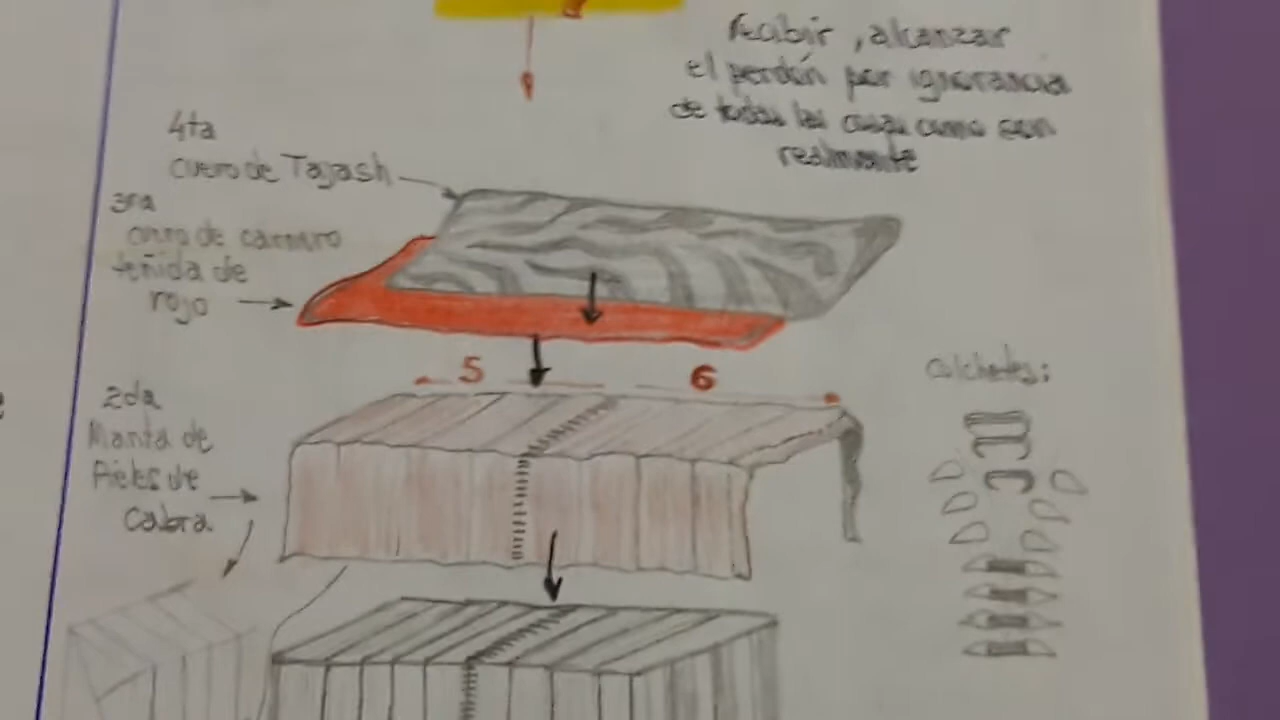 recibir, alcanzar
el perdón por ignorancia
de todas las cosas como son
realmente
4ta
cuero de Tajash
3ra
cuero de carnero
teñida de
rojo
5 6
2da
Manta de
Pieles de
Cabra
Colchetes: